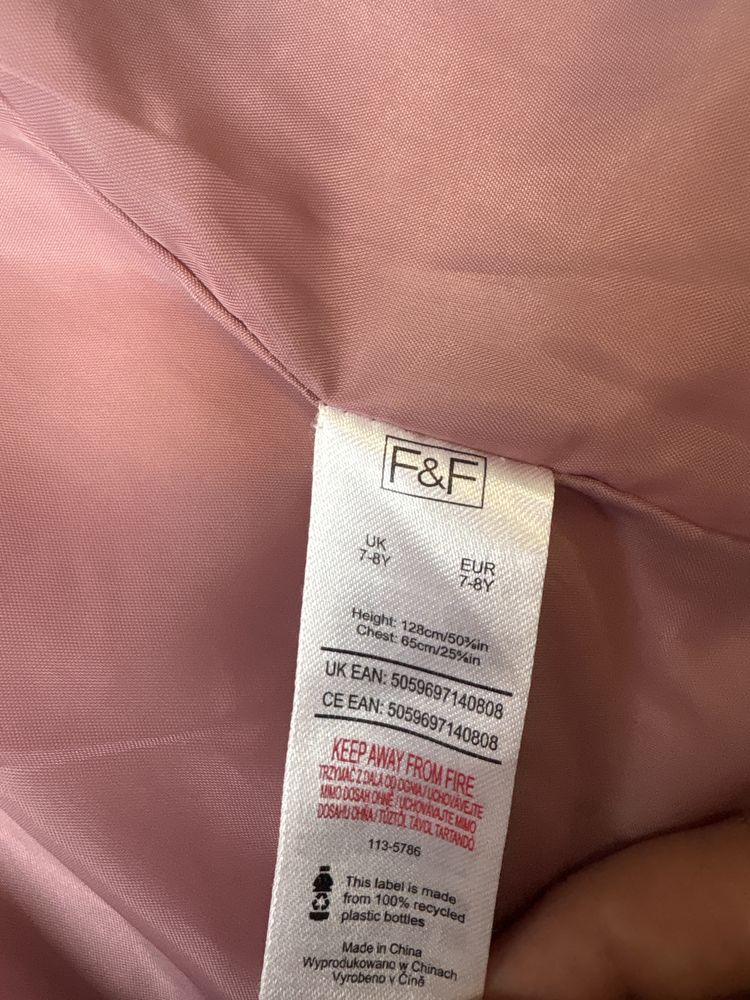 F&F
UK
7-8Y
EUR
7-8Y
Height: 128cm/50⅜in
Chest: 65cm/25⅝in
UK EAN: 5059697140808
CE EAN: 5059697140808
KEEP AWAY FROM FIRE
TRZYMAĆ Z DALA OD OGNIA / UCHOVÁVEJTE
MIMO DOSAH OHNĚ / UCHOVÁVAJTE MIMO
DOSAHU OHŇA / TŰZTŐL TÁVOL TARTANDÓ
113-5786
This label is made
from 100% recycled
plastic bottles
Made in China
Wyprodukowano w Chinach
Vyrobeno v Číně